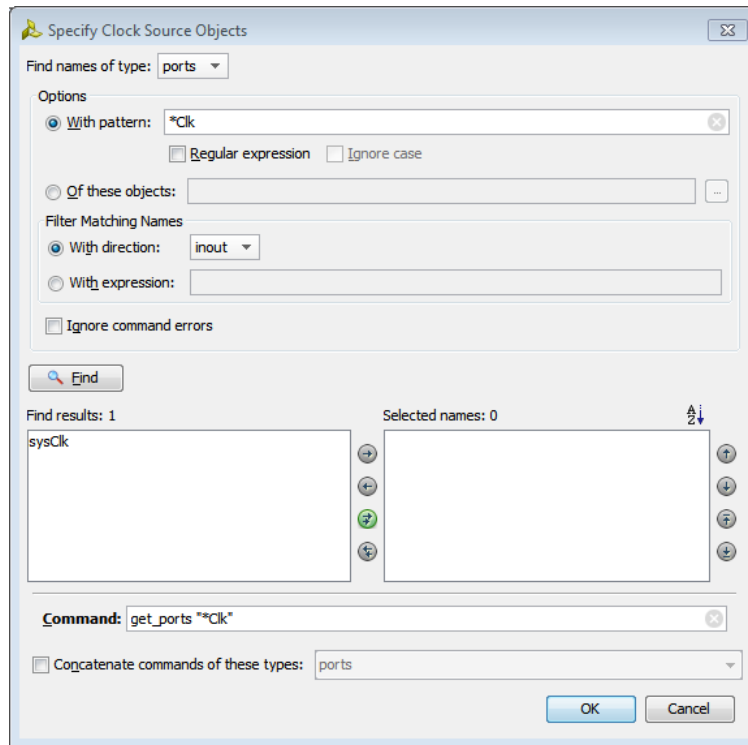 Specify Clock Source Objects
Find names of type: ports
Options
With pattern: *Clk
Regular expression Ignore case
Of these objects: ...
Filter Matching Names
With direction: inout
With expression:
Ignore command errors
Find
Find results: 1 Selected names: 0 AZ
sysClk
Command: get_ports "*Clk"
Concatenate commands of these types: ports
OK Cancel